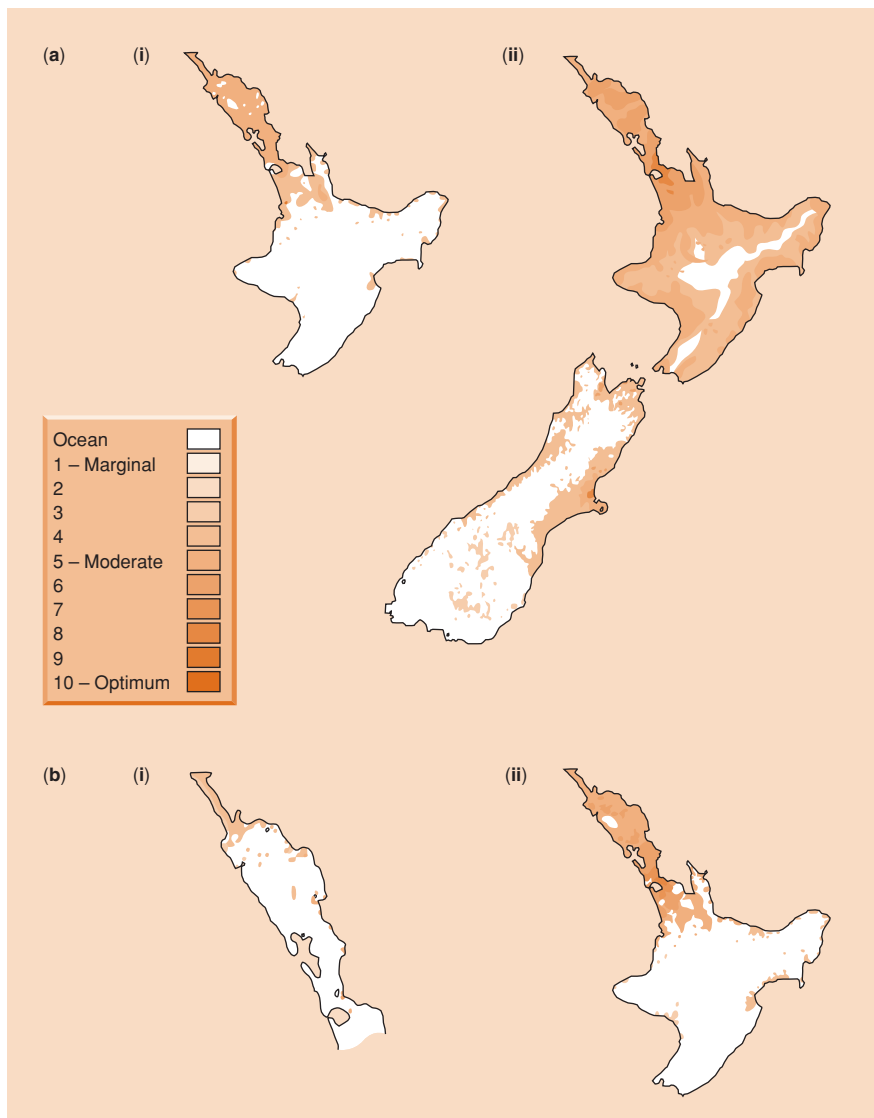 (a) (i) (ii)
Ocean
1 – Marginal
2
3
4
5 – Moderate
6
7
8
9
10 – Optimum
(b) (i) (ii)